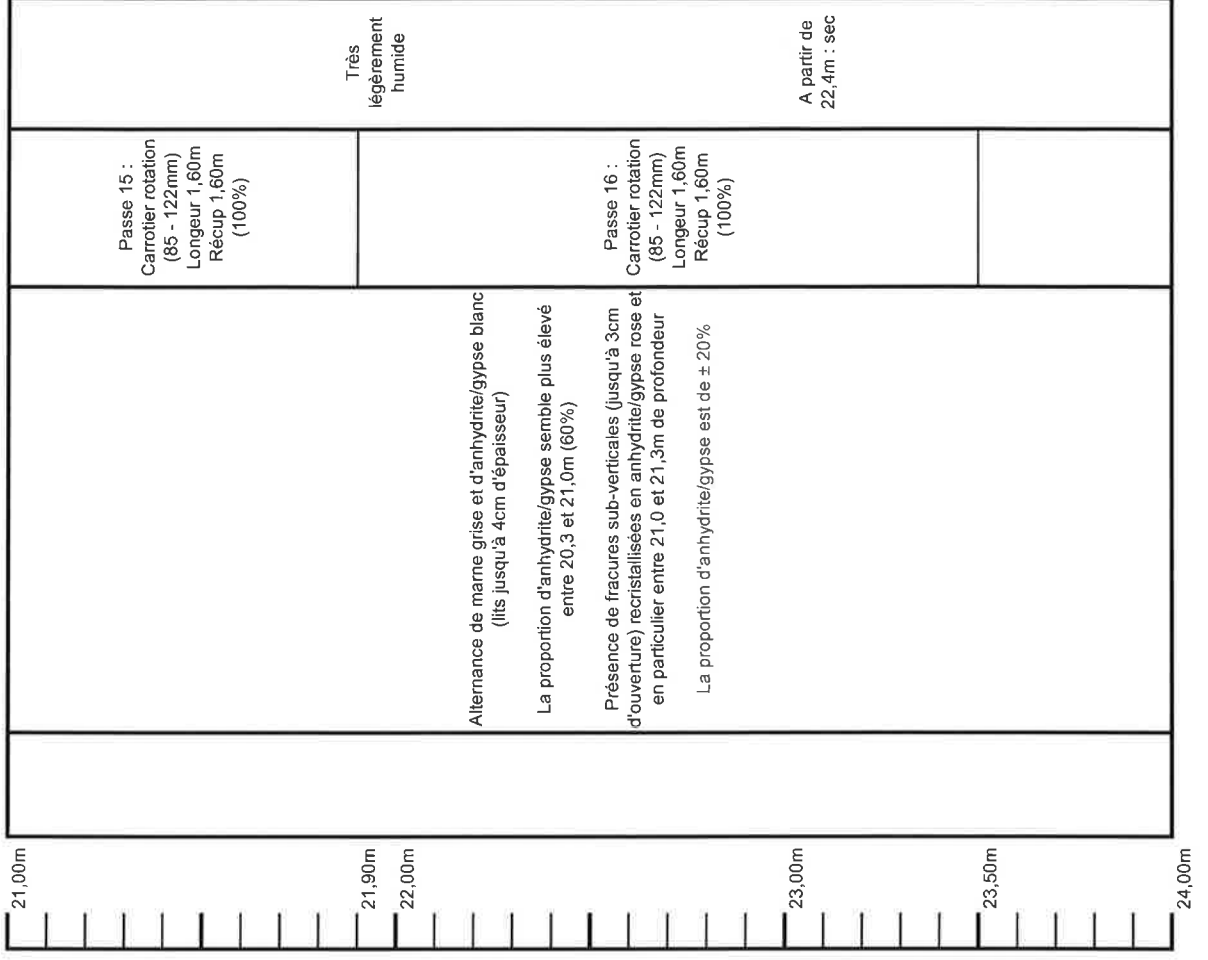 21,00m
21,90m
22,00m
23,00m
23,50m
24,00m
Alternance de marne grise et d'anhydrite/gypse blanc
(lits jusqu'à 4cm d'épaisseur)
La proportion d'anhydrite/gypse semble plus élevé
entre 20,3 et 21,0m (60%)
Présence de fracures sub-verticales (jusqu'à 3cm
d'ouverture) recristallisées en anhydrite/gypse rose et
en particulier entre 21,0 et 21,3m de profondeur
La proportion d'anhydrite/gypse est de ± 20%
Passe 15 :
Carrotier rotation
(85 - 122mm)
Longeur 1,60m
Récup 1,60m
(100%)
Passe 16 :
Carrotier rotation
(85 - 122mm)
Longeur 1,60m
Récup 1,60m
(100%)
Très
légèrement
humide
A partir de
22,4m : sec